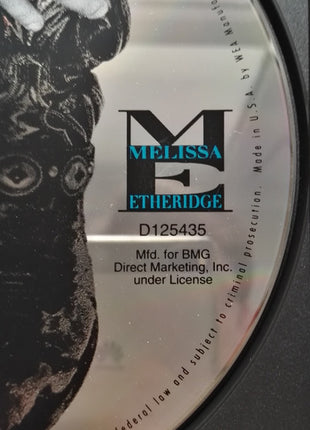 ME
MELISSA
ETHERIDGE
D125435
Mfd. for BMG
Direct Marketing, Inc.
under License
federal law and subject to criminal prosecution. Made in U.S.A by WEA